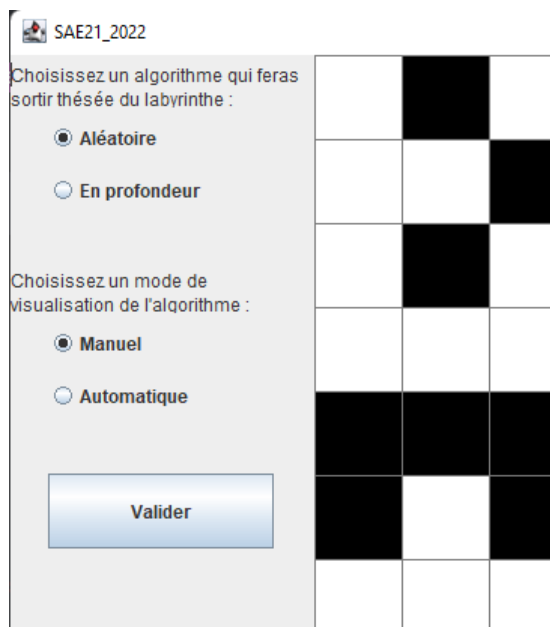 SAE21_2022
Choisissez un algorithme qui feras
sortir thésée du labyrinthe :
Aléatoire
En profondeur
Choisissez un mode de
visualisation de l'algorithme :
Manuel
Automatique
Valider